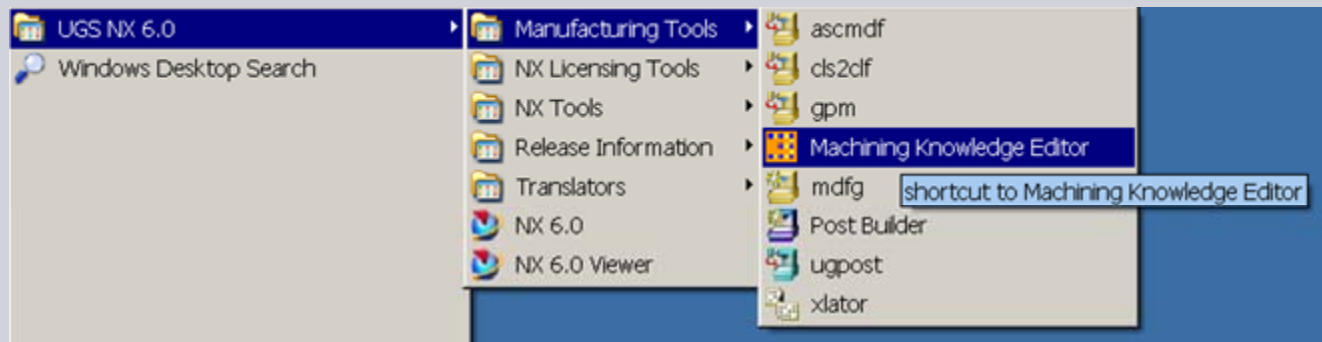 UGS NX 6.0
Windows Desktop Search
Manufacturing Tools
NX Licensing Tools
NX Tools
Release Information
Translators
NX 6.0
NX 6.0 Viewer
ascmdf
cls2clf
gpm
Machining Knowledge Editor
mdfg
shortcut to Machining Knowledge Editor
Post Builder
ugpost
xlator